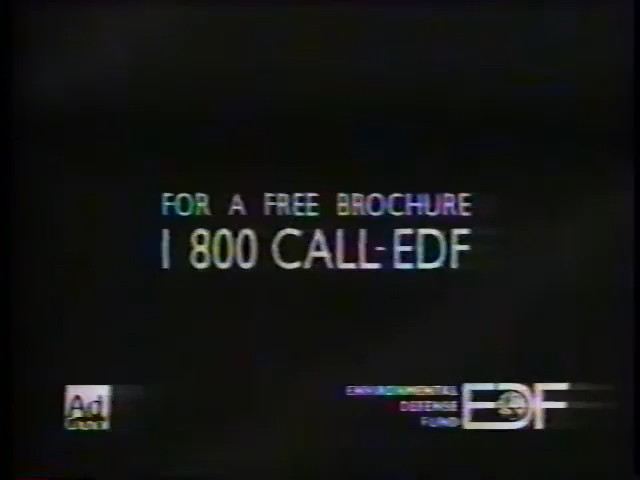 FOR A FREE BROCHURE
1 800 CALL-EDF
Ad
ENVIRONMENTAL
DEFENSE
FUND
EDF